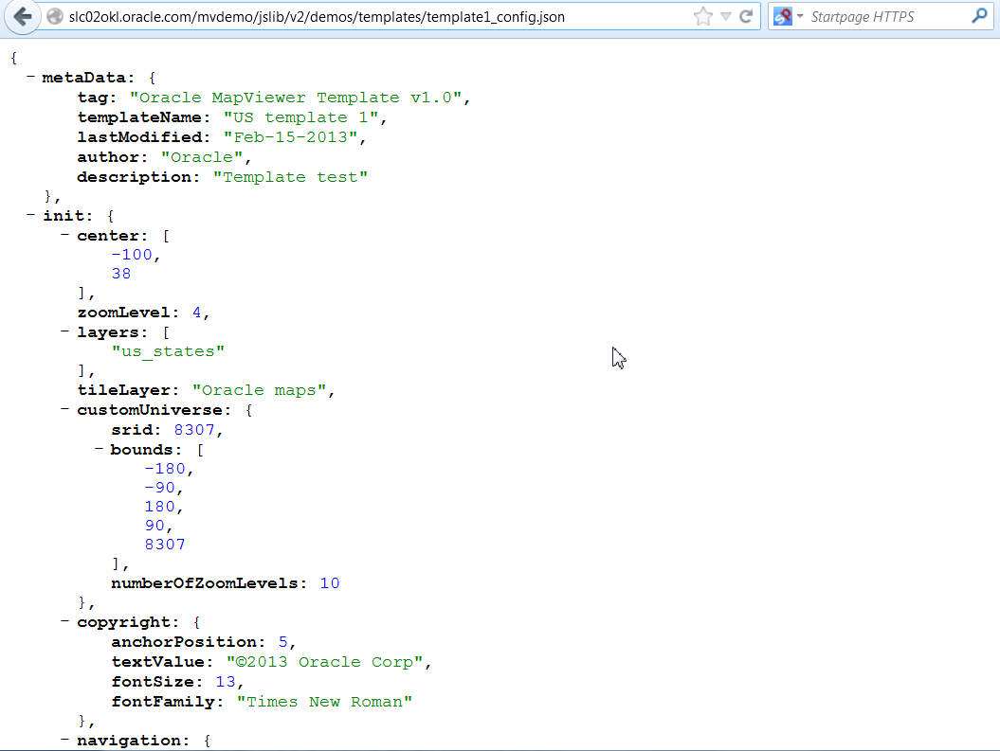 slc02okl.oracle.com/mvdemo/jslib/v2/demos/templates/template1_config.json Startpage HTTPS
{
− metaData: {
tag: "Oracle MapViewer Template v1.0",
templateName: "US template 1",
lastModified: "Feb-15-2013",
author: "Oracle",
description: "Template test"
},
− init: {
− center: [
-100,
38
],
zoomLevel: 4,
− layers: [
"us_states"
],
tileLayer: "Oracle maps",
− customUniverse: {
srid: 8307,
− bounds: [
-180,
-90,
180,
90,
8307
],
numberOfZoomLevels: 10
},
− copyright: {
anchorPosition: 5,
textValue: "©2013 Oracle Corp",
fontSize: 13,
fontFamily: "Times New Roman"
},
− navigation: {